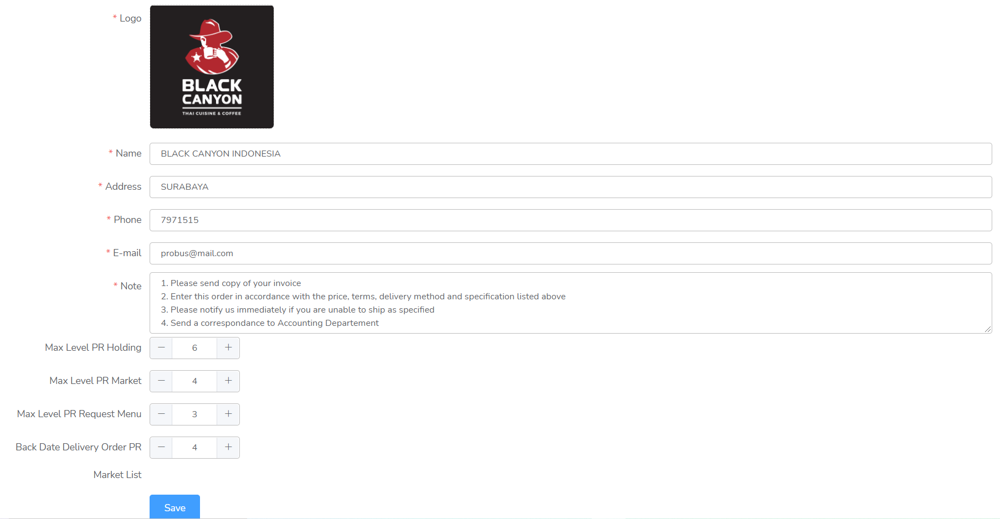 * Logo
BLACK
CANYON
THAI CUISINE & COFFEE
* Name
BLACK CANYON INDONESIA
* Address
SURABAYA
* Phone
7971515
* E-mail
probus@mail.com
* Note
1. Please send copy of your invoice
2. Enter this order in accordance with the price, terms, delivery method and specification listed above
3. Please notify us immediately if you are unable to ship as specified
4. Send a correspondance to Accounting Departement
Max Level PR Holding
6
Max Level PR Market
4
Max Level PR Request Menu
3
Back Date Delivery Order PR
4
Market List
Save